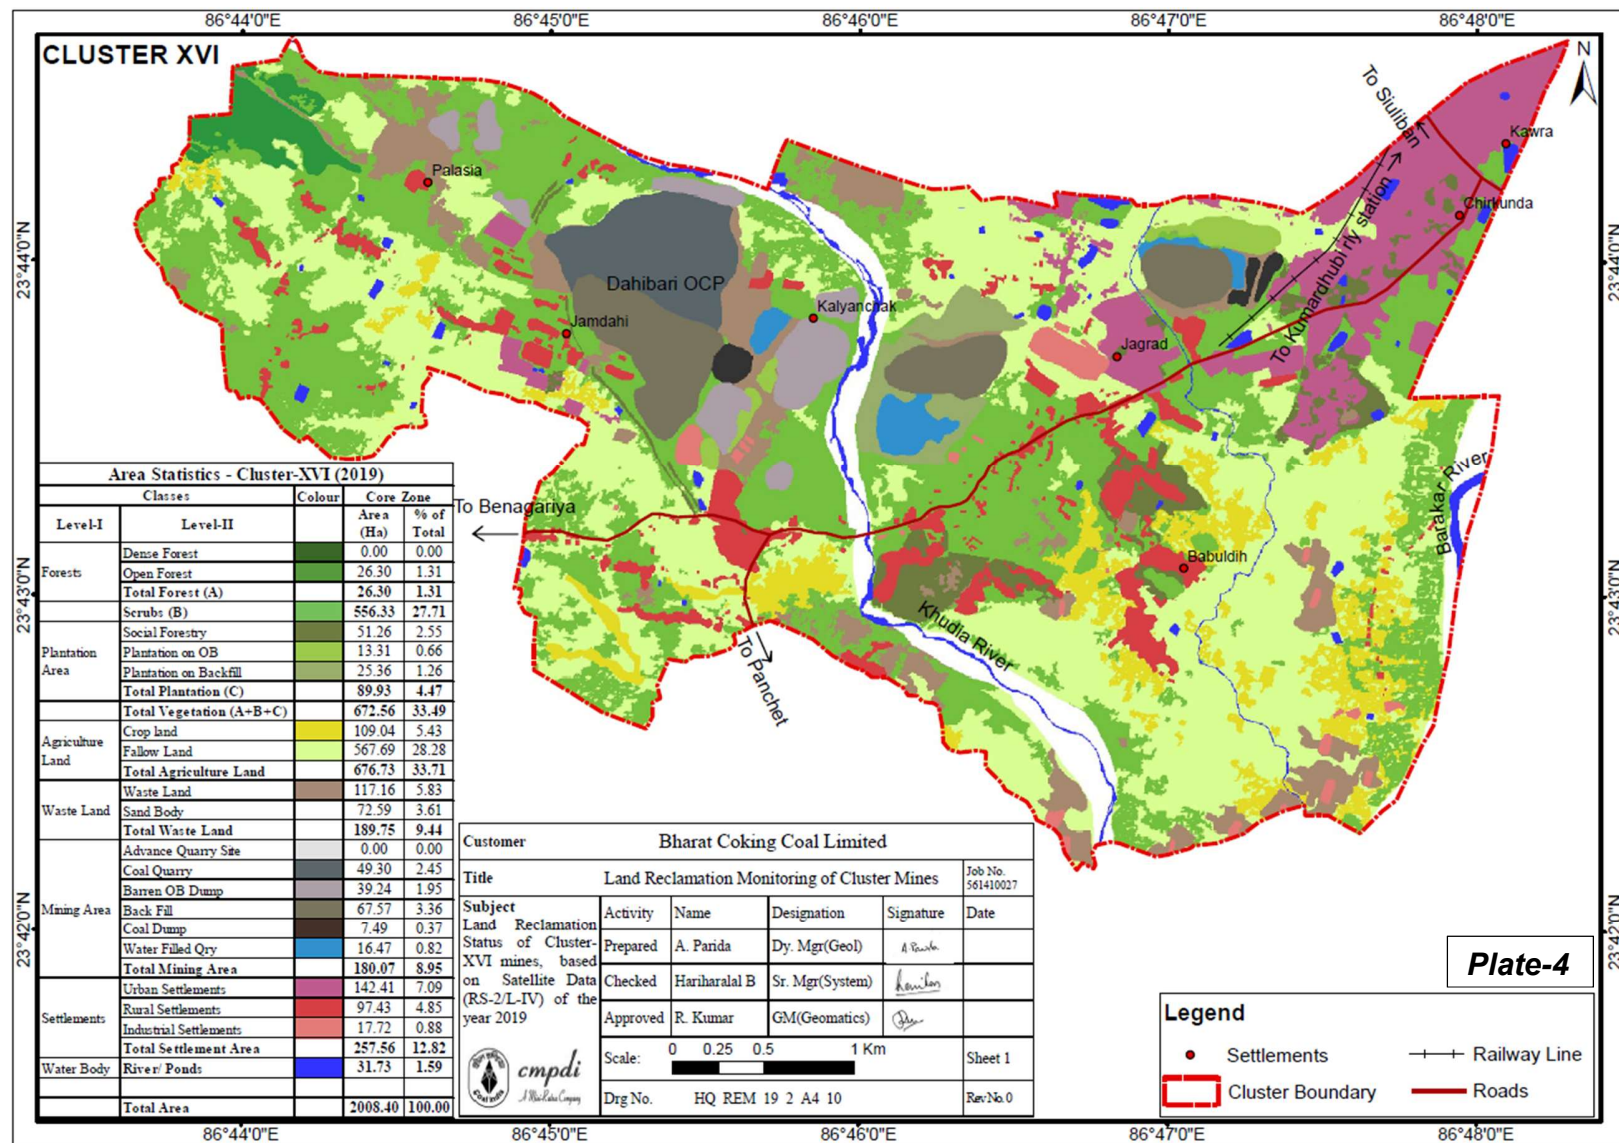 86°44'0"E 86°45'0"E 86°46'0"E 86°47'0"E 86°48'0"E
CLUSTER XVI
N
To Siuliban
Kawra
Palasia
Chirkunda
23°44'0"N 23°44'0"N
To Kumardhubi rly station
Dahibari OCP
Kalyanchak
Jamdahi
Jagrad
Barakar River
To Benagariya
Babuldih
23°43'0"N 23°43'0"N
Khudia River
To Panchet
Area Statistics - Cluster-XVI (2019)
Classes Colour Core Zone
Level-I Level-II Area (Ha) % of Total
Forests
Dense Forest 0.00 0.00
Open Forest 26.30 1.31
Total Forest (A) 26.30 1.31
Scrubs (B) 556.33 27.71
Plantation Area
Social Forestry 51.26 2.55
Plantation on OB 13.31 0.66
Plantation on Backfill 25.36 1.26
Total Plantation (C) 89.93 4.47
Total Vegetation (A+B+C) 672.56 33.49
Agriculture Land
Crop land 109.04 5.43
Fallow Land 567.69 28.28
Total Agriculture Land 676.73 33.71
Waste Land
Waste Land 117.16 5.83
Sand Body 72.59 3.61
Total Waste Land 189.75 9.44
Mining Area
Advance Quarry Site 0.00 0.00
Coal Quarry 49.30 2.45
Barren OB Dump 39.24 1.95
Back Fill 67.57 3.36
Coal Dump 7.49 0.37
Water Filled Qry 16.47 0.82
Total Mining Area 180.07 8.95
Settlements
Urban Settlements 142.41 7.09
Rural Settlements 97.43 4.85
Industrial Settlements 17.72 0.88
Total Settlement Area 257.56 12.82
Water Body River/ Ponds 31.73 1.59
Total Area 2008.40 100.00
Customer Bharat Coking Coal Limited
Title Land Reclamation Monitoring of Cluster Mines
Job No.
561410027
Subject
Land Reclamation
Status of Cluster-
XVI mines, based
on Satellite Data
(RS-2/L-IV) of the
year 2019
Activity Name Designation Signature Date
Prepared A. Parida Dy. Mgr(Geol)
Checked Hariharalal B Sr. Mgr(System)
Approved R. Kumar GM(Geomatics)
Scale: 0 0.25 0.5 1 Km
Sheet 1
cmpdi
A Mini Ratna Company
Drg No. HQ REM 19 2 A4 10
Rev No. 0
23°42'0"N 23°42'0"N
Plate-4
Legend
Settlements Railway Line
Cluster Boundary Roads
86°44'0"E 86°45'0"E 86°46'0"E 86°47'0"E 86°48'0"E